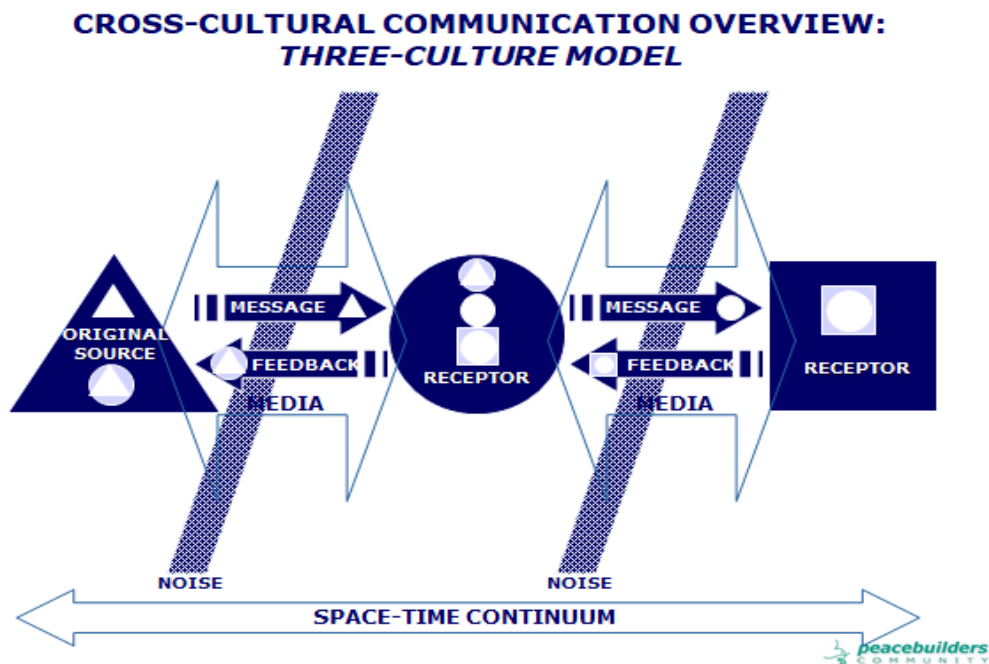 CROSS-CULTURAL COMMUNICATION OVERVIEW:
THREE-CULTURE MODEL
ORIGINAL
SOURCE
MESSAGE
FEEDBACK
MEDIA
RECEPTOR
MESSAGE
FEEDBACK
MEDIA
RECEPTOR
NOISE
NOISE
SPACE-TIME CONTINUUM
peacebuilders
COMMUNITY